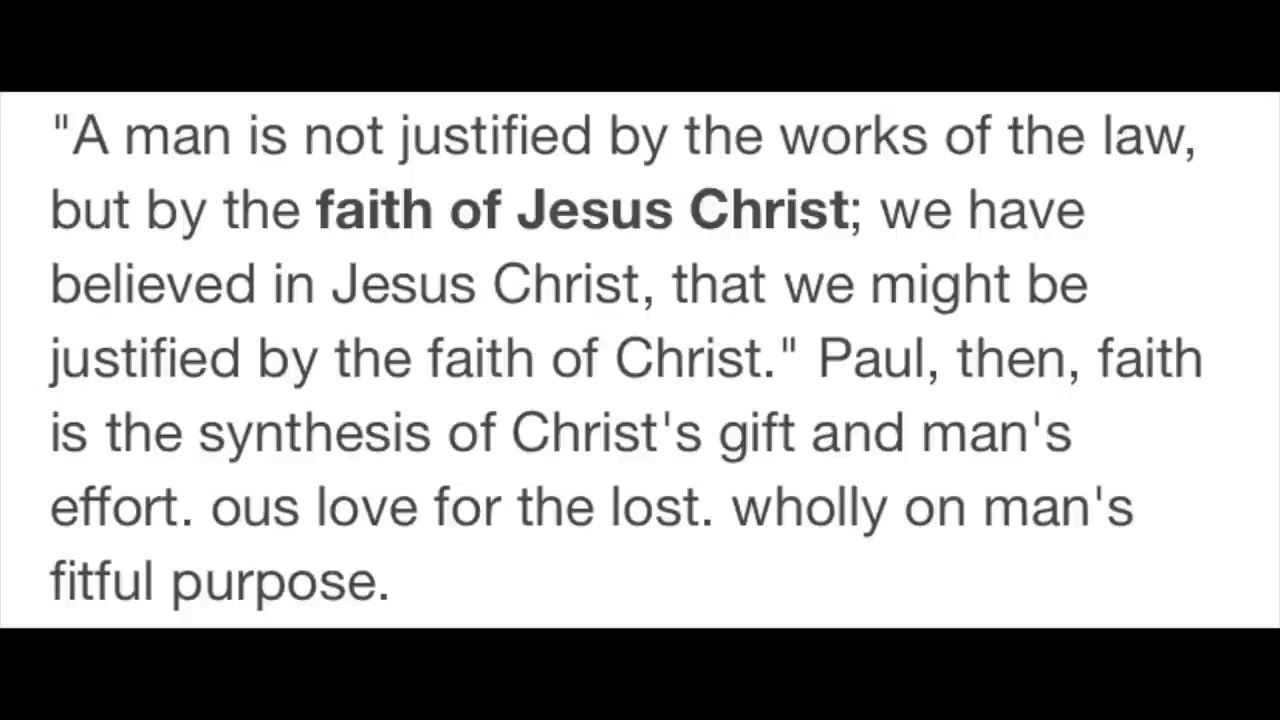 "A man is not justified by the works of the law,
but by the faith of Jesus Christ; we have
believed in Jesus Christ, that we might be
justified by the faith of Christ." Paul, then, faith
is the synthesis of Christ's gift and man's
effort. ous love for the lost. wholly on man's
fitful purpose.